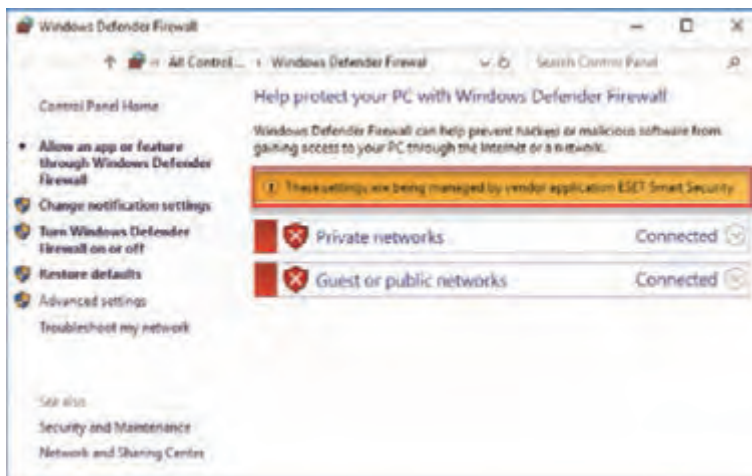 Windows Defender Firewall
All Control... › Windows Defender Firewall
Search Control Panel
Control Panel Home
Allow an app or feature
through Windows Defender
Firewall
Change notification settings
Turn Windows Defender
Firewall on or off
Restore defaults
Advanced settings
Troubleshoot my network
See also
Security and Maintenance
Network and Sharing Center
Help protect your PC with Windows Defender Firewall
Windows Defender Firewall can help prevent hackers or malicious software from
gaining access to your PC through the Internet or a network.
These settings are being managed by vendor application ESET Smart Security
Private networks Connected
Guest or public networks Connected